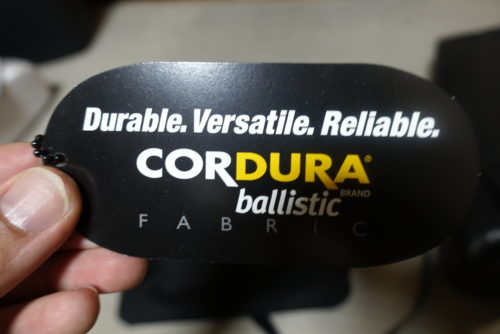 Durable. Versatile. Reliable.
CORDURA®
ballistic BRAND
FABRIC